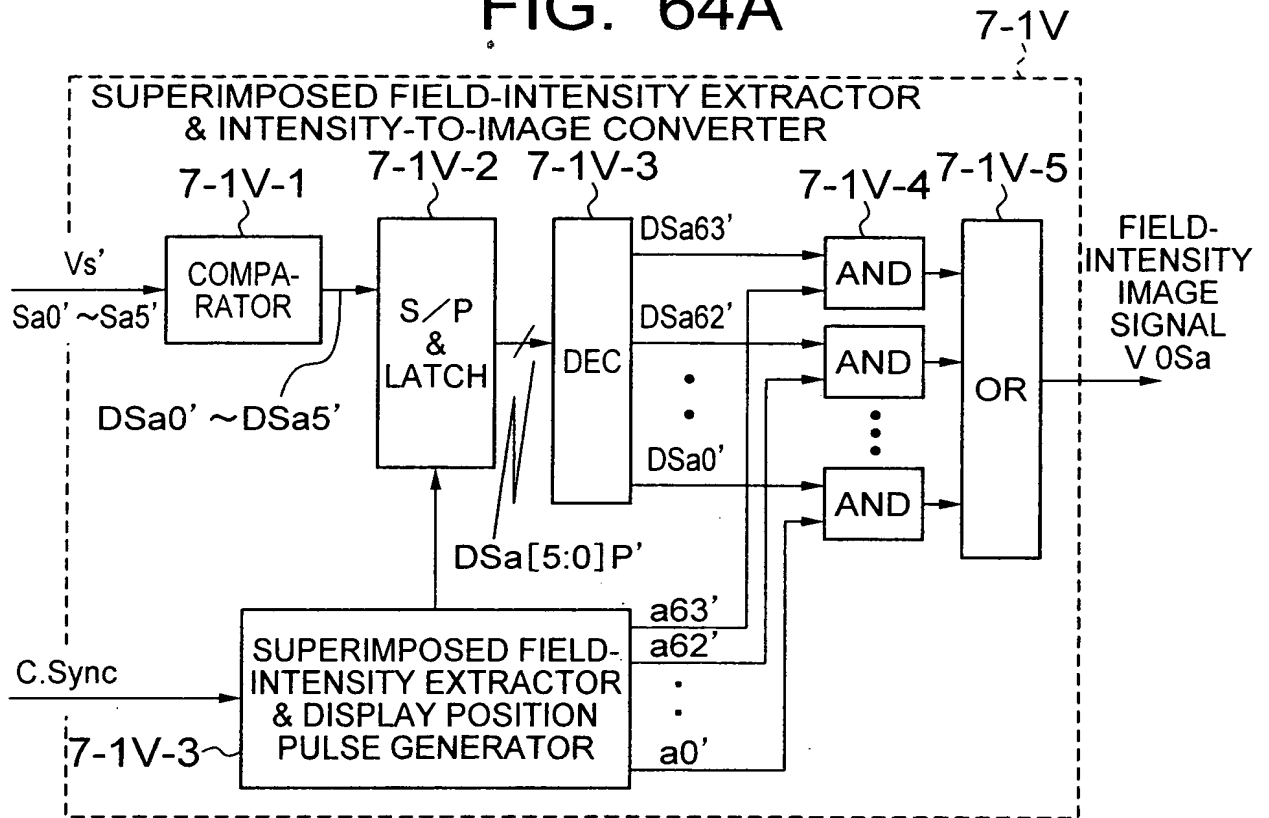 FIG. 64A
7-1V
SUPERIMPOSED FIELD-INTENSITY EXTRACTOR
& INTENSITY-TO-IMAGE CONVERTER
7-1V-1
7-1V-2
7-1V-3
7-1V-4
7-1V-5
Vs'
Sa0' ~Sa5'
COMPA-
RATOR
DSa0' ~DSa5'
S/P
&
LATCH
DSa[5:0]P'
DEC
DSa63'
DSa62'
DSa0'
AND
AND
AND
OR
FIELD-
INTENSITY
IMAGE
SIGNAL
V 0Sa
C.Sync
7-1V-3
SUPERIMPOSED FIELD-
INTENSITY EXTRACTOR
& DISPLAY POSITION
PULSE GENERATOR
a63'
a62'
a0'